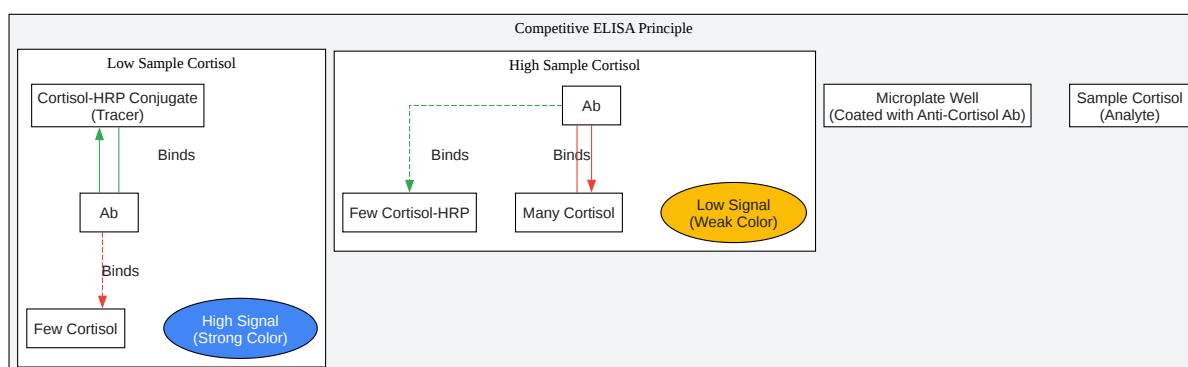 Competitive ELISA Principle
Low Sample Cortisol
Cortisol-HRP Conjugate
(Tracer)
Binds
Ab
Binds
Few Cortisol
High Signal
(Strong Color)
High Sample Cortisol
Ab
Binds
Binds
Few Cortisol-HRP
Many Cortisol
Low Signal
(Weak Color)
Microplate Well
(Coated with Anti-Cortisol Ab)
Sample Cortisol
(Analyte)